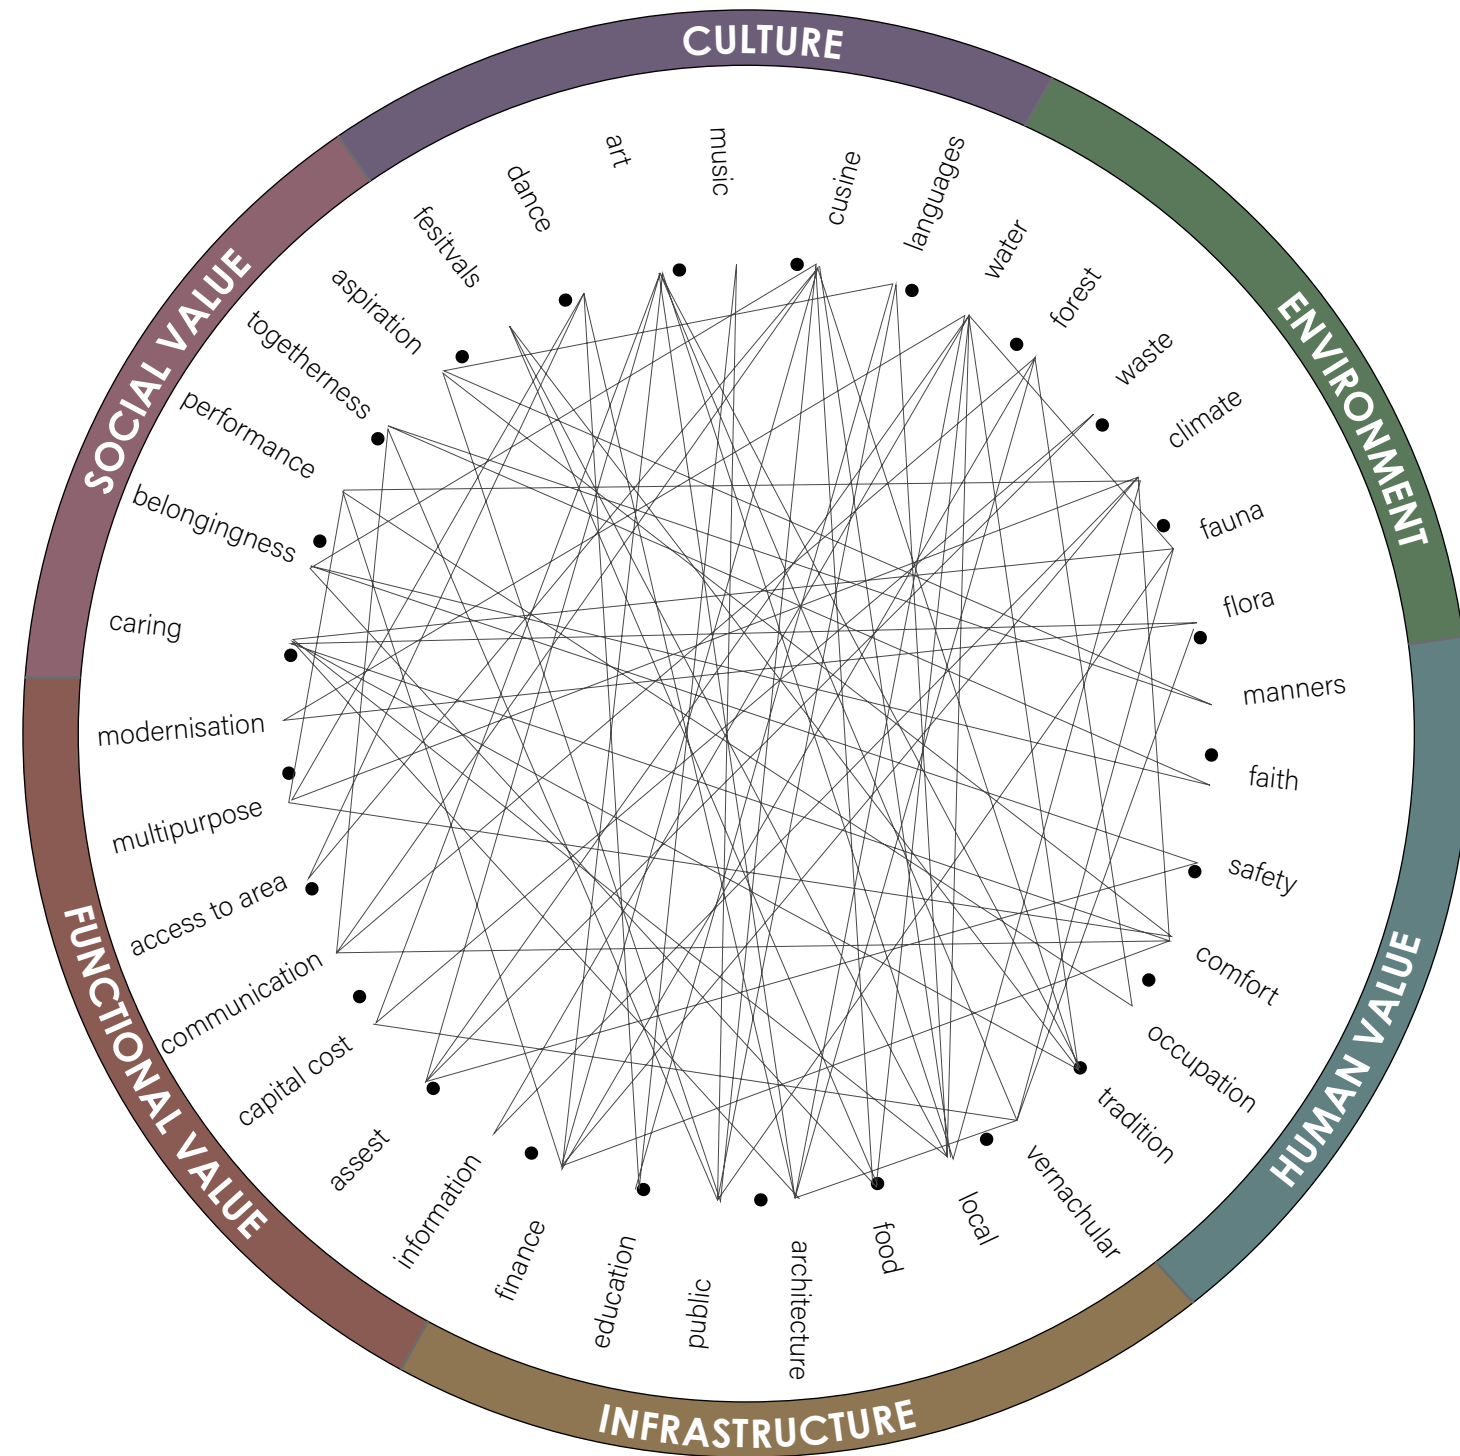 CULTURE
ENVIRONMENT
HUMAN VALUE
INFRASTRUCTURE
FUNCTIONAL VALUE
SOCIAL VALUE
music
cusine
languages
water
forest
waste
climate
fauna
flora
manners
faith
safety
comfort
occupation
tradition
vernachular
local
food
architecture
public
education
finance
information
assest
capital cost
communication
access to area
multipurpose
modernisation
caring
belongingness
performance
togetherness
aspiration
fesitvals
dance
art